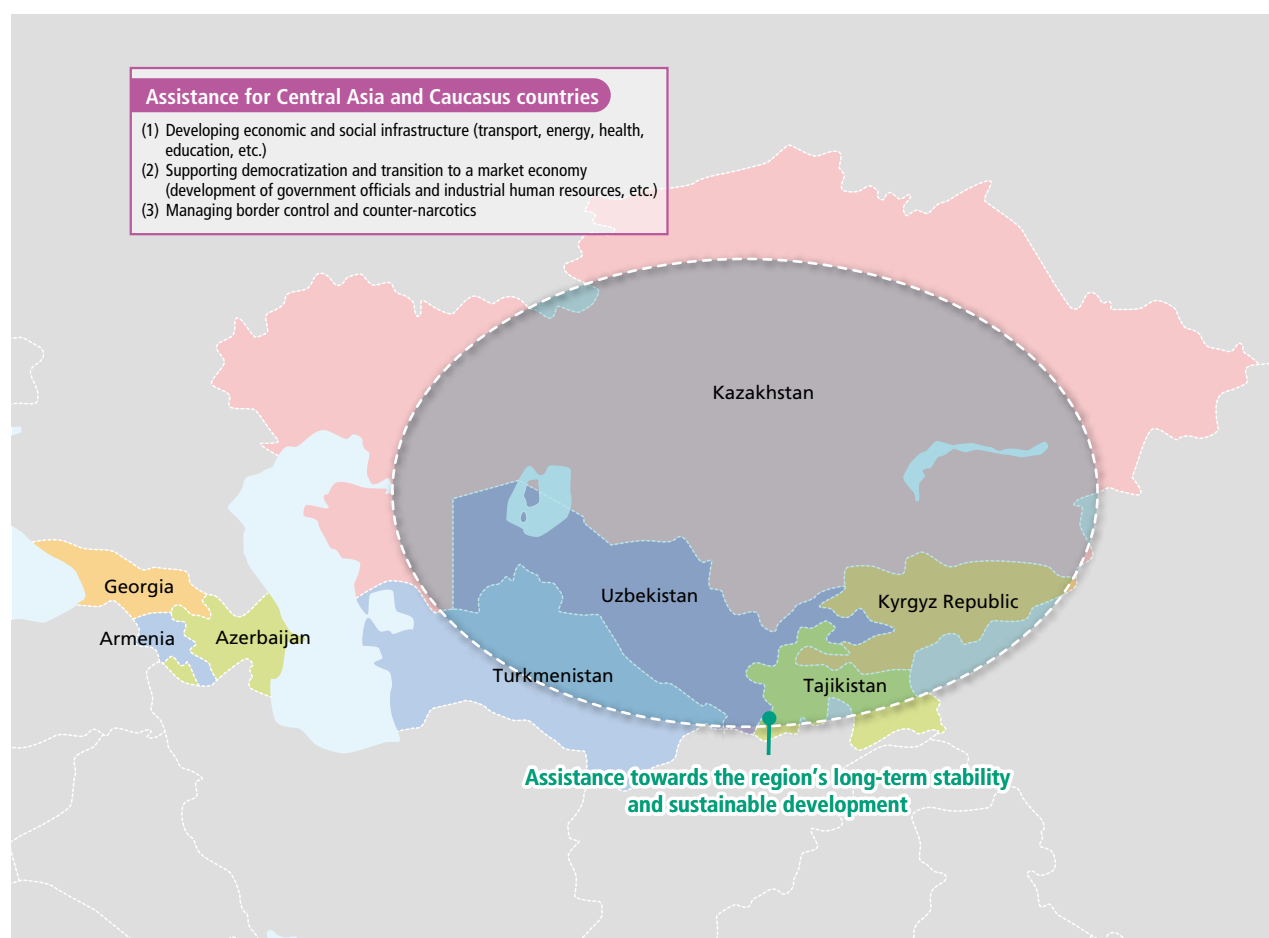 Assistance for Central Asia and Caucasus countries
(1) Developing economic and social infrastructure (transport, energy, health,
education, etc.)
(2) Supporting democratization and transition to a market economy
(development of government officials and industrial human resources, etc.)
(3) Managing border control and counter-narcotics
Kazakhstan
Georgia
Uzbekistan
Kyrgyz Republic
Armenia
Azerbaijan
Turkmenistan
Tajikistan
Assistance towards the region's long-term stability
and sustainable development